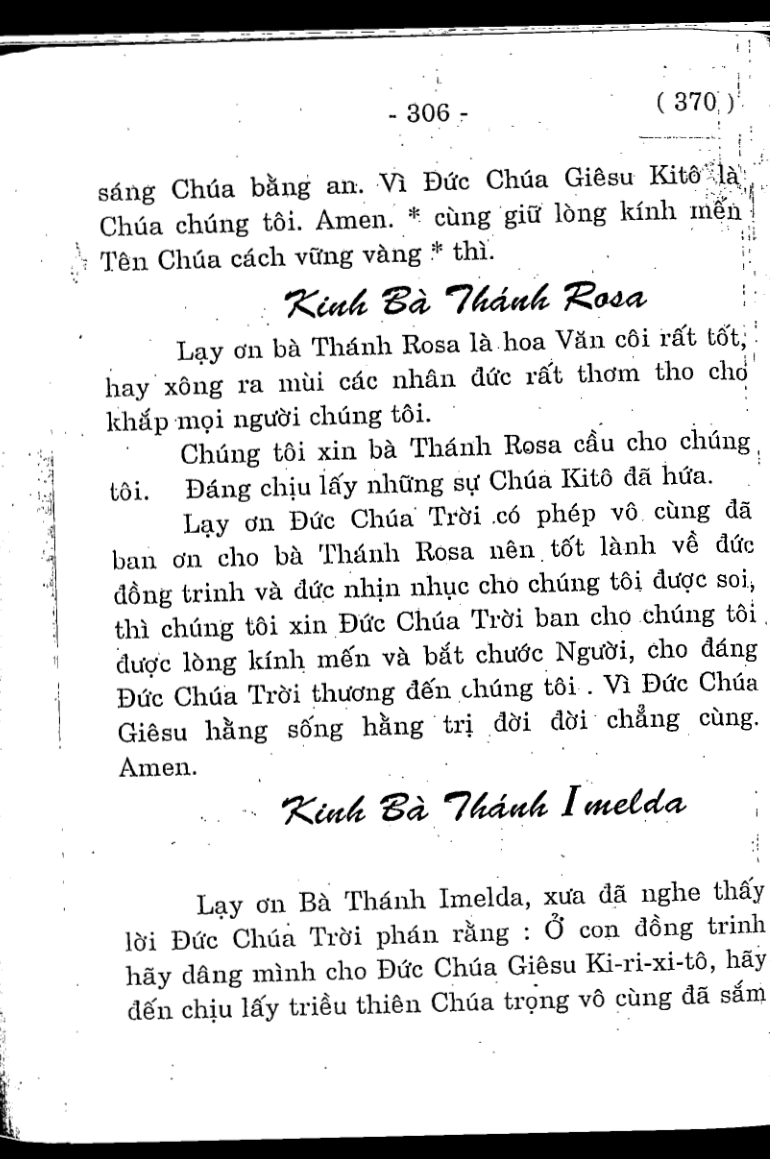 - 306 -
( 370 )
sáng Chúa bằng an. Vì Đức Chúa Giêsu Kitô là
Chúa chúng tôi. Amen. * cùng giữ lòng kính mến
Tên Chúa cách vững vàng * thì.
Kinh Bà Thánh Rosa
Lạy ơn bà Thánh Rosa là hoa Văn côi rất tốt,
hay xông ra mùi các nhân đức rất thơm tho cho
khắp mọi người chúng tôi.
Chúng tôi xin bà Thánh Rosa cầu cho chúng
tôi. Đáng chịu lấy những sự Chúa Kitô đã hứa.
Lạy ơn Đức Chúa Trời có phép vô cùng đã
ban ơn cho bà Thánh Rosa nên tốt lành về đức
đồng trinh và đức nhịn nhục cho chúng tôi được soi,
thì chúng tôi xin Đức Chúa Trời ban cho chúng tôi
được lòng kính mến và bắt chước Người, cho đáng
Đức Chúa Trời thương đến chúng tôi . Vì Đức Chúa
Giêsu hằng sống hằng trị đời đời chẳng cùng.
Amen.
Kinh Bà Thánh Imelda
Lạy ơn Bà Thánh Imelda, xưa đã nghe thấy
lời Đức Chúa Trời phán rằng : Ở con đồng trinh
hãy dâng mình cho Đức Chúa Giêsu Ki-ri-xi-tô, hãy
đến chịu lấy triều thiên Chúa trọng vô cùng đã sắm